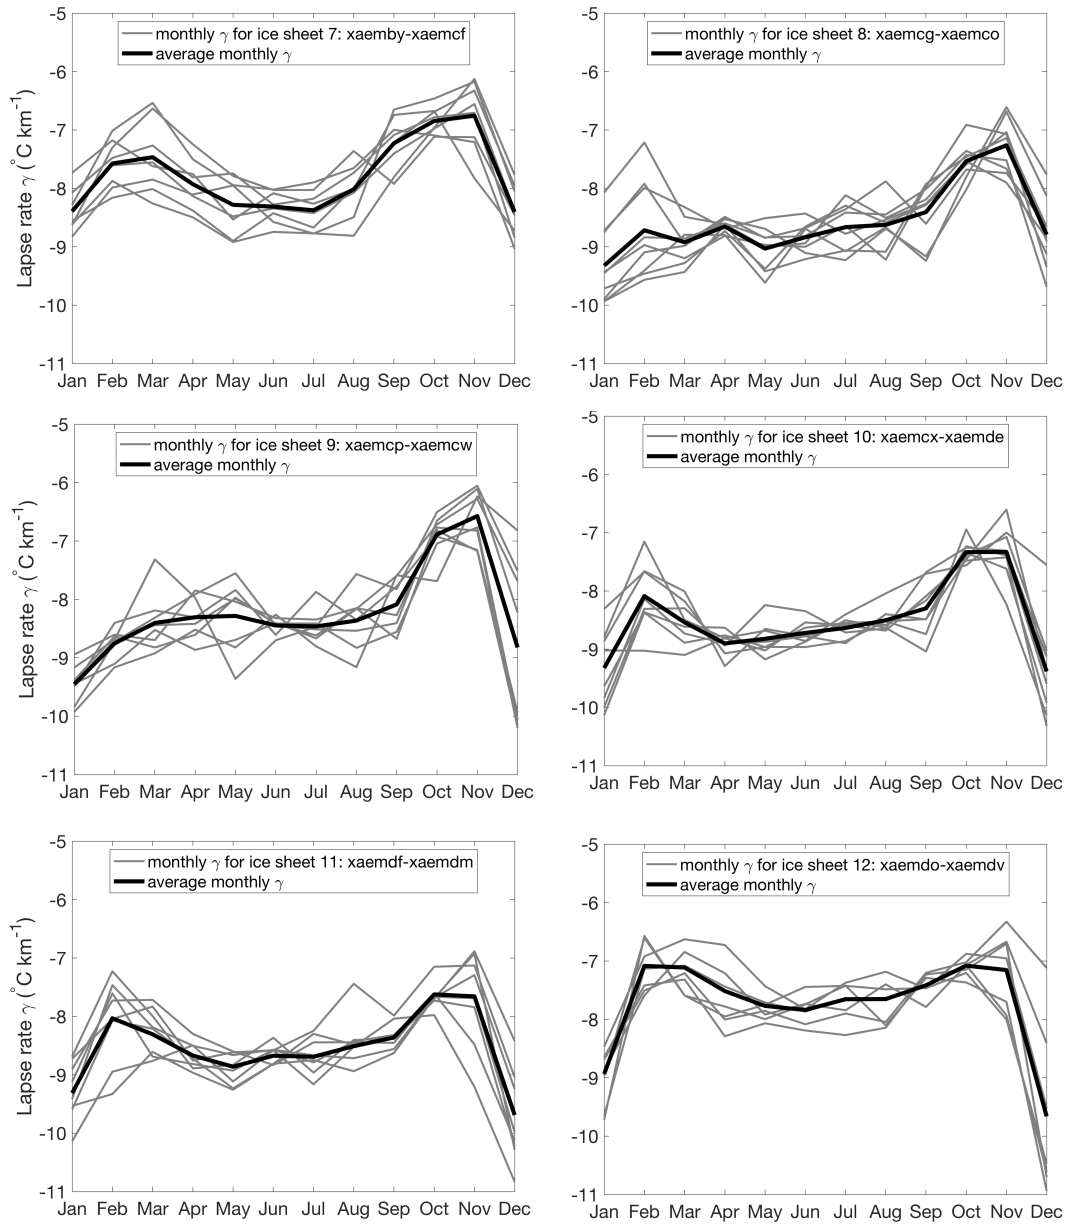 monthly γ for ice sheet 7: xaemby-xaemcf
average monthly γ
Lapse rate γ (°C km⁻¹)
-5
-6
-7
-8
-9
-10
-11
Jan Feb Mar Apr May Jun Jul Aug Sep Oct Nov Dec
monthly γ for ice sheet 8: xaemcg-xaemco
average monthly γ
-5
-6
-7
-8
-9
-10
-11
Jan Feb Mar Apr May Jun Jul Aug Sep Oct Nov Dec
monthly γ for ice sheet 9: xaemcp-xaemcw
average monthly γ
Lapse rate γ (°C km⁻¹)
-5
-6
-7
-8
-9
-10
-11
Jan Feb Mar Apr May Jun Jul Aug Sep Oct Nov Dec
monthly γ for ice sheet 10: xaemcx-xaemde
average monthly γ
-5
-6
-7
-8
-9
-10
-11
Jan Feb Mar Apr May Jun Jul Aug Sep Oct Nov Dec
monthly γ for ice sheet 11: xaemdf-xaemdm
average monthly γ
Lapse rate γ (°C km⁻¹)
-5
-6
-7
-8
-9
-10
-11
Jan Feb Mar Apr May Jun Jul Aug Sep Oct Nov Dec
monthly γ for ice sheet 12: xaemdo-xaemdv
average monthly γ
-5
-6
-7
-8
-9
-10
-11
Jan Feb Mar Apr May Jun Jul Aug Sep Oct Nov Dec